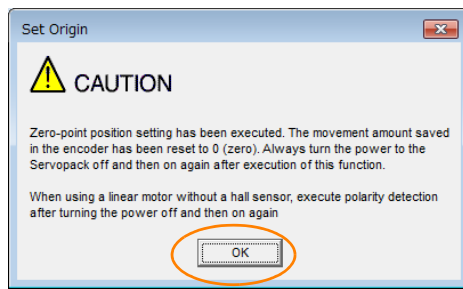 Set Origin
CAUTION
Zero-point position setting has been executed. The movement amount saved
in the encoder has been reset to 0 (zero). Always turn the power to the
Servopack off and then on again after execution of this function.
When using a linear motor without a hall sensor, execute polarity detection
after turning the power off and then on again
OK